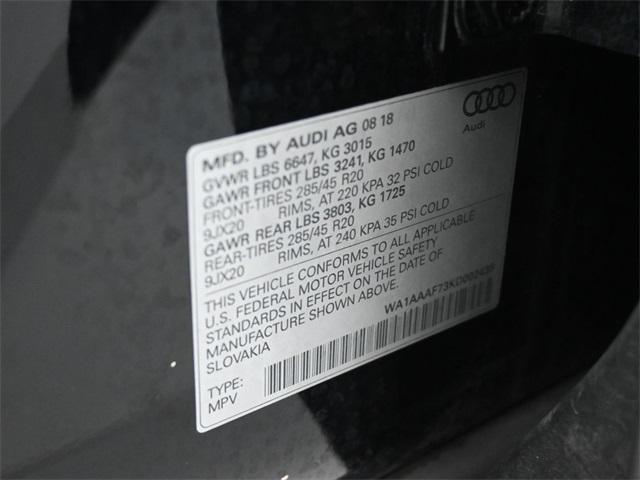 Audi
MFD. BY AUDI AG 08 18
GVWR LBS 6647, KG 3015
GAWR FRONT LBS 3241, KG 1470
FRONT-TIRES 285/45 R20
9JX20 RIMS, AT 220 KPA 32 PSI COLD
GAWR REAR LBS 3803, KG 1725
REAR-TIRES 285/45 R20
9JX20 RIMS, AT 240 KPA 35 PSI COLD
THIS VEHICLE CONFORMS TO ALL APPLICABLE
U.S. FEDERAL MOTOR VEHICLE SAFETY
STANDARDS IN EFFECT ON THE DATE OF
MANUFACTURE SHOWN ABOVE.
SLOVAKIA
WA1AAAF73KD002439
TYPE:
MPV